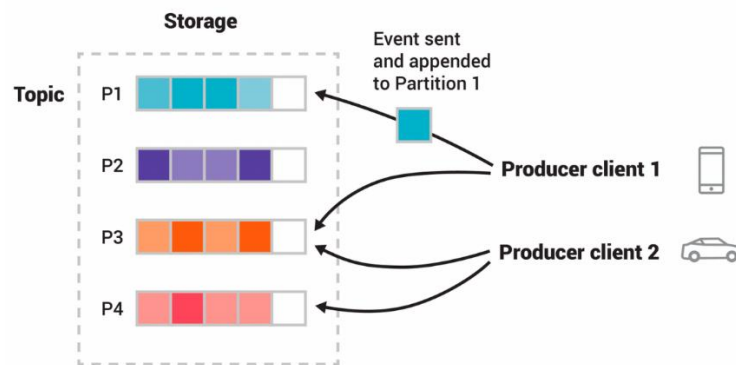 Storage
Topic
Event sent
and appended
to Partition 1
P1
P2
Producer client 1
P3
Producer client 2
P4